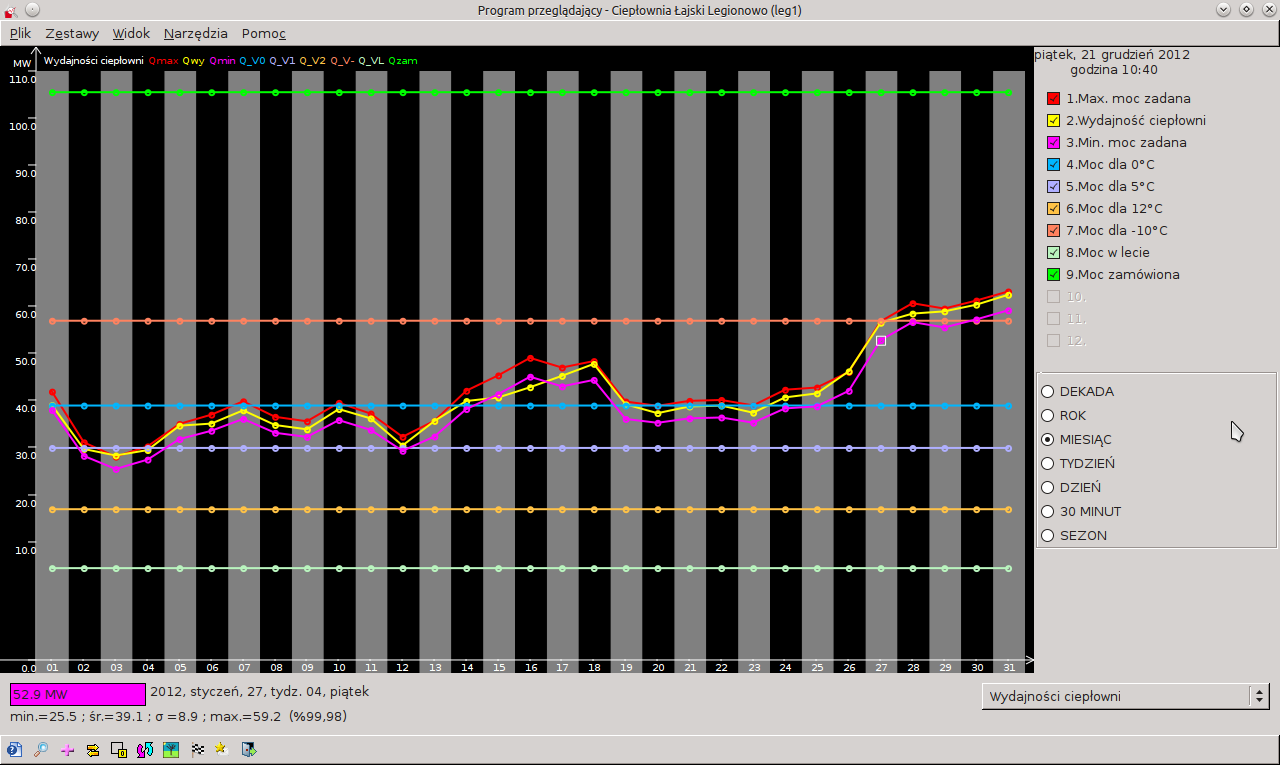 Program przeglądający - Ciepłownia Łajski Legionowo (leg1)
Plik Zestawy Widok Narzędzia Pomoc
MW Wydajności ciepłowni Qmax Qwy Qmin Q_V0 Q_V1 Q_V2 Q_V- Q_VL Qzam
110.0
100.0
90.0
80.0
70.0
60.0
50.0
40.0
30.0
20.0
10.0
0.0 01 02 03 04 05 06 07 08 09 10 11 12 13 14 15 16 17 18 19 20 21 22 23 24 25 26 27 28 29 30 31
piątek, 21 grudzień 2012
godzina 10:40
1.Max. moc zadana
2.Wydajność ciepłowni
3.Min. moc zadana
4.Moc dla 0°C
5.Moc dla 5°C
6.Moc dla 12°C
7.Moc dla -10°C
8.Moc w lecie
9.Moc zamówiona
10.
11.
12.
DEKADA
ROK
MIESIĄC
TYDZIEŃ
DZIEŃ
30 MINUT
SEZON
52.9 MW 2012, styczeń, 27, tydz. 04, piątek
Wydajności ciepłowni
min.=25.5 ; śr.=39.1 ; σ =8.9 ; max.=59.2 (%99,98)